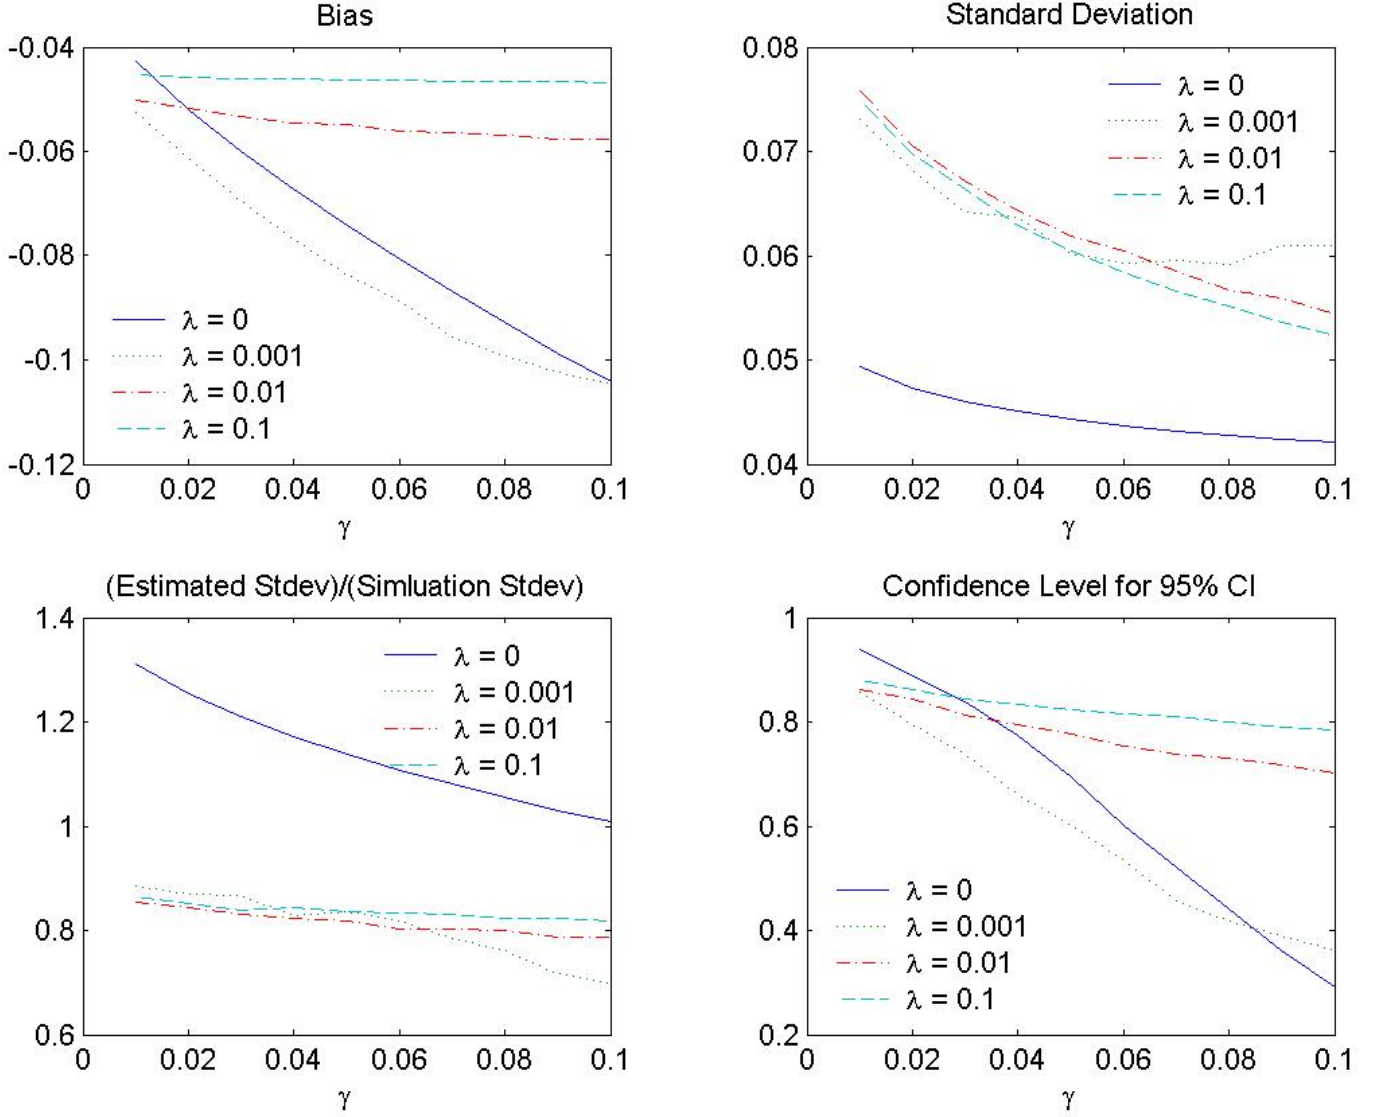 Bias
-0.04
-0.06
-0.08
-0.1
-0.12
λ = 0
λ = 0.001
λ = 0.01
λ = 0.1
0 0.02 0.04 0.06 0.08 0.1
γ
Standard Deviation
0.08
0.07
0.06
0.05
0.04
λ = 0
λ = 0.001
λ = 0.01
λ = 0.1
0 0.02 0.04 0.06 0.08 0.1
γ
(Estimated Stdev)/(Simluation Stdev)
1.4
1.2
1
0.8
0.6
λ = 0
λ = 0.001
λ = 0.01
λ = 0.1
0 0.02 0.04 0.06 0.08 0.1
γ
Confidence Level for 95% CI
1
0.8
0.6
0.4
0.2
λ = 0
λ = 0.001
λ = 0.01
λ = 0.1
0 0.02 0.04 0.06 0.08 0.1
γ